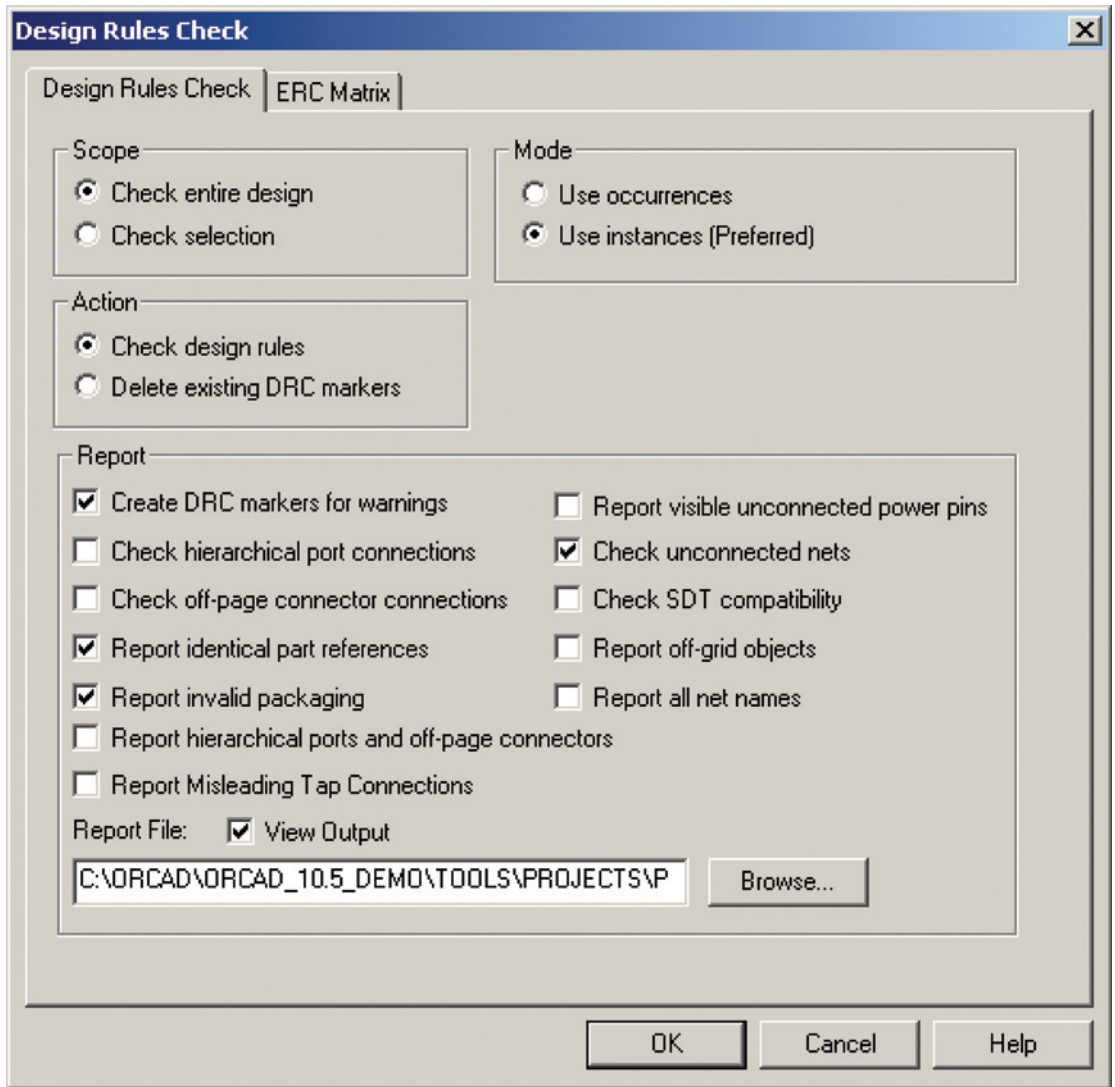 Design Rules Check
Design Rules Check
ERC Matrix
Scope
Check entire design
Check selection
Mode
Use occurrences
Use instances (Preferred)
Action
Check design rules
Delete existing DRC markers
Report
Create DRC markers for warnings
Check hierarchical port connections
Check off-page connector connections
Report identical part references
Report invalid packaging
Report hierarchical ports and off-page connectors
Report Misleading Tap Connections
Report visible unconnected power pins
Check unconnected nets
Check SDT compatibility
Report off-grid objects
Report all net names
Report File:
View Output
C:\ORCAD\ORCAD_10.5_DEMO\TOOLS\PROJECTS\P
Browse...
OK
Cancel
Help